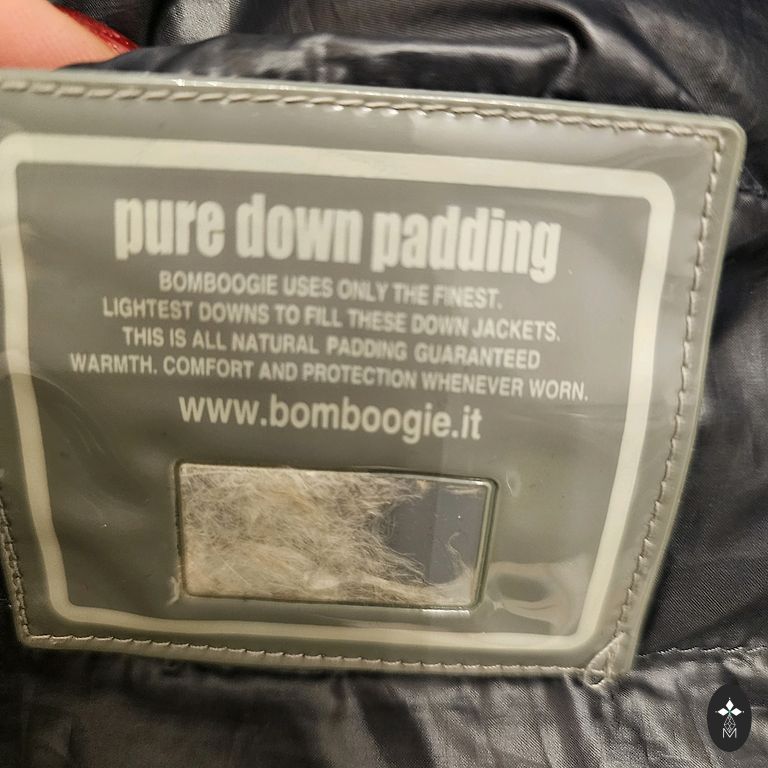 pure down padding
BOMBOOGIE USES ONLY THE FINEST.
LIGHTEST DOWNS TO FILL THESE DOWN JACKETS.
THIS IS ALL NATURAL PADDING GUARANTEED
WARMTH. COMFORT AND PROTECTION WHENEVER WORN.
www.bomboogie.it